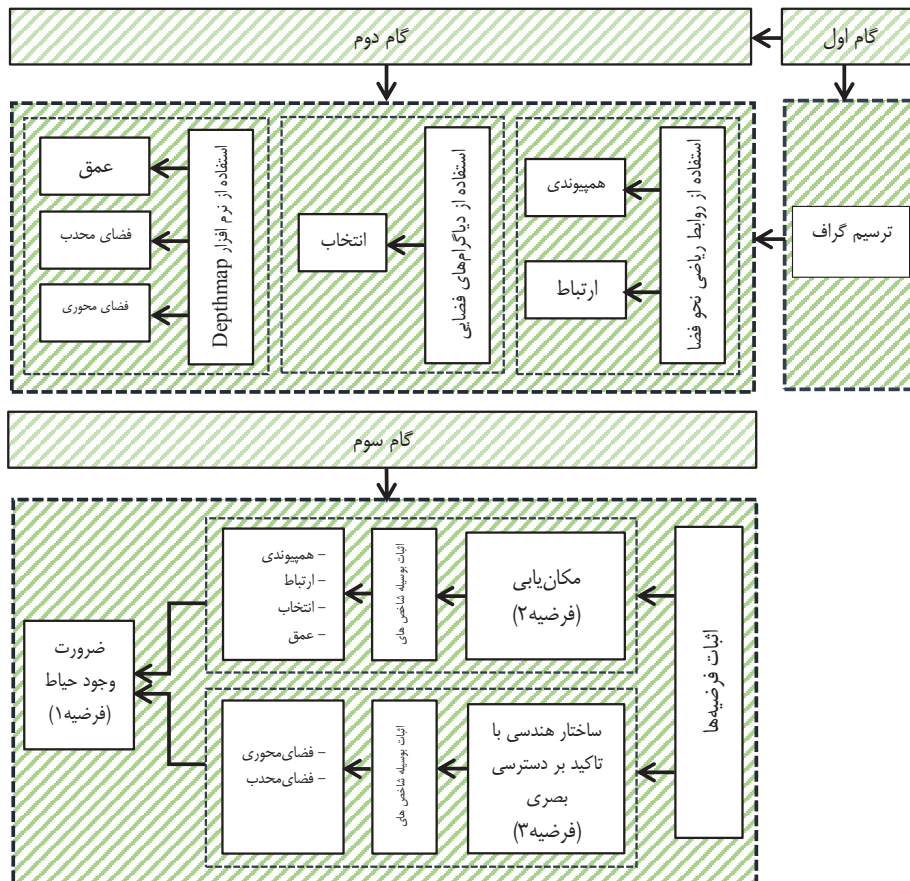 گام اول
گام دوم
ترسیم گراف
استفاده از روابط ریاضی نحو فضا
همپیوندی
ارتباط
استفاده از دیاگرام‌های فضایی
انتخاب
استفاده از نرم افزار Depthmap
عمق
فضای محدب
فضای محوری
گام سوم
اثبات فرضیه‌ها
مکان‌یابی
(فرضیه۲)
اثبات بوسیله شاخص های
- همپیوندی
- ارتباط
- انتخاب
- عمق
ساختار هندسی با
تاکید بر دسترسی
بصری
(فرضیه۳)
اثبات بوسیله شاخص های
- فضای‌محوری
- فضای‌محدب
ضرورت
وجود حیاط
(فرضیه۱)